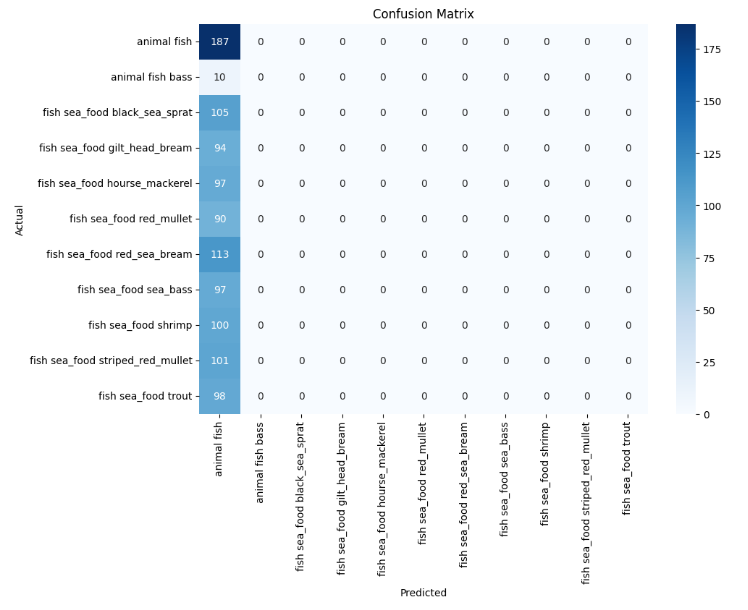 Confusion Matrix
animal fish 187 0 0 0 0 0 0 0 0 0 0
animal fish bass 10 0 0 0 0 0 0 0 0 0 0
fish sea_food black_sea_sprat 105 0 0 0 0 0 0 0 0 0 0
fish sea_food gilt_head_bream 94 0 0 0 0 0 0 0 0 0 0
fish sea_food hourse_mackerel 97 0 0 0 0 0 0 0 0 0 0
fish sea_food red_mullet 90 0 0 0 0 0 0 0 0 0 0
fish sea_food red_sea_bream 113 0 0 0 0 0 0 0 0 0 0
fish sea_food sea_bass 97 0 0 0 0 0 0 0 0 0 0
fish sea_food shrimp 100 0 0 0 0 0 0 0 0 0 0
fish sea_food striped_red_mullet 101 0 0 0 0 0 0 0 0 0 0
fish sea_food trout 98 0 0 0 0 0 0 0 0 0 0
Actual
animal fish
animal fish bass
fish sea_food black_sea_sprat
fish sea_food gilt_head_bream
fish sea_food hourse_mackerel
fish sea_food red_mullet
fish sea_food red_sea_bream
fish sea_food sea_bass
fish sea_food shrimp
fish sea_food striped_red_mullet
fish sea_food trout
Predicted
175
150
125
100
75
50
25
0